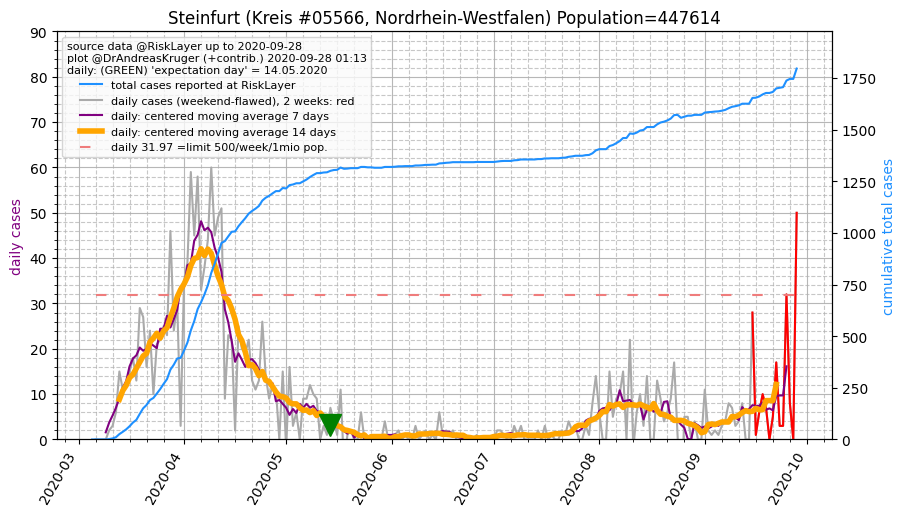 Steinfurt (Kreis #05566, Nordrhein-Westfalen) Population=447614
source data @RiskLayer up to 2020-09-28
plot @DrAndreasKruger (+contrib.) 2020-09-28 01:13
daily: (GREEN) 'expectation day' = 14.05.2020
total cases reported at RiskLayer
daily cases (weekend-flawed), 2 weeks: red
daily: centered moving average 7 days
daily: centered moving average 14 days
daily 31.97 =limit 500/week/1mio pop.
daily cases
90
80
70
60
50
40
30
20
10
0
cumulative total cases
1750
1500
1250
1000
750
500
250
0
2020-03
2020-04
2020-05
2020-06
2020-07
2020-08
2020-09
2020-10